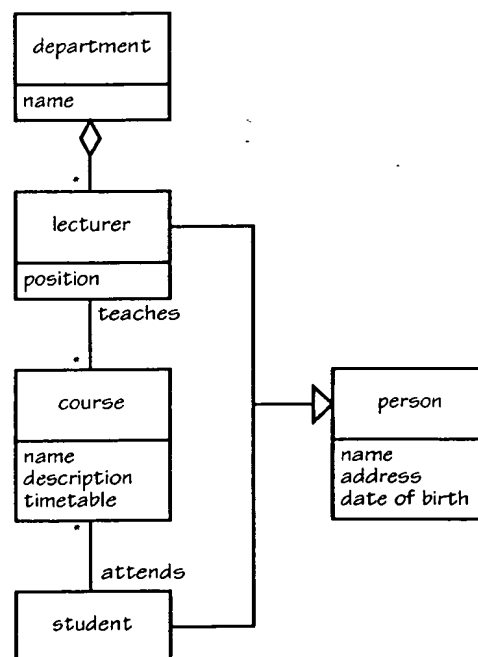 department
name
*
lecturer
position
teaches
*
course
name
description
timetable
*
attends
student
person
name
address
date of birth